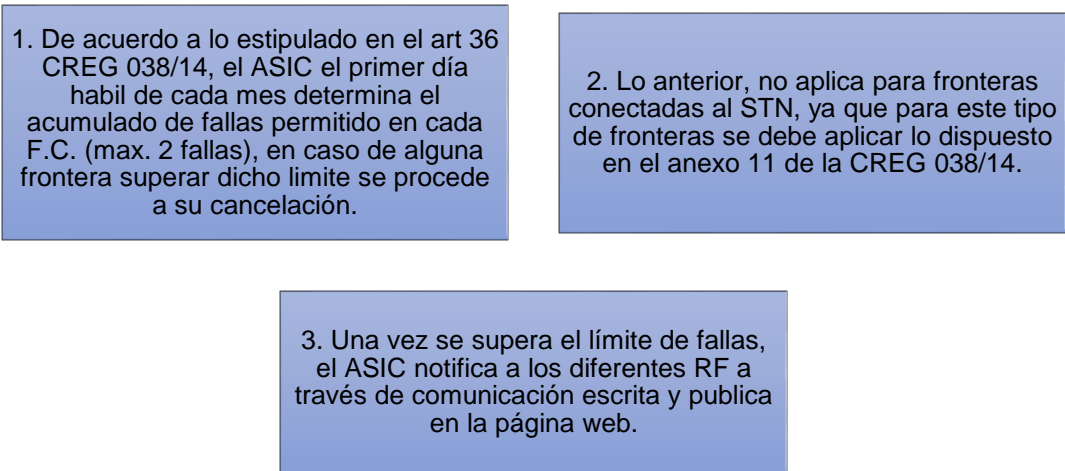 1. De acuerdo a lo estipulado en el art 36
CREG 038/14, el ASIC el primer día
habil de cada mes determina el
acumulado de fallas permitido en cada
F.C. (max. 2 fallas), en caso de alguna
frontera superar dicho limite se procede
a su cancelación.
2. Lo anterior, no aplica para fronteras
conectadas al STN, ya que para este tipo
de fronteras se debe aplicar lo dispuesto
en el anexo 11 de la CREG 038/14.
3. Una vez se supera el límite de fallas,
el ASIC notifica a los diferentes RF a
través de comunicación escrita y publica
en la página web.